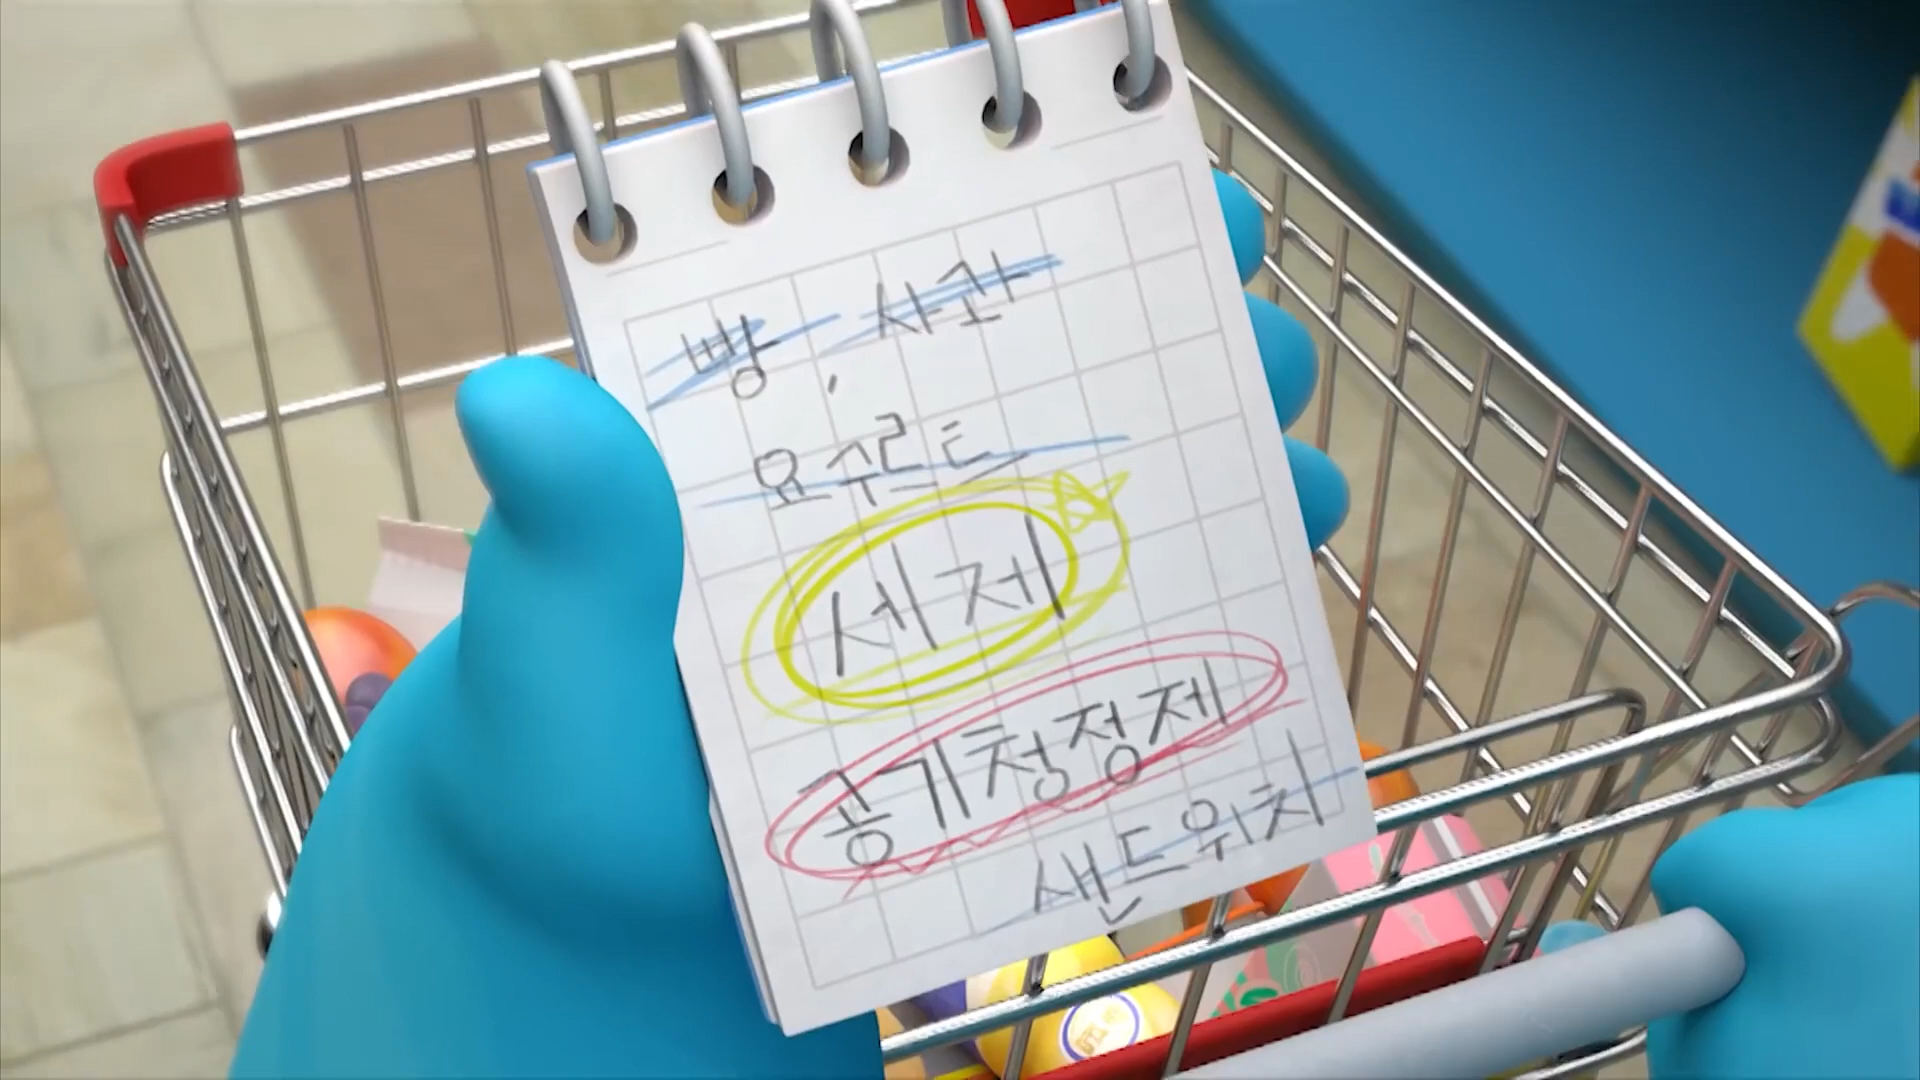 빵, 사과
요구르트
세제
공기청정제
샌드위치